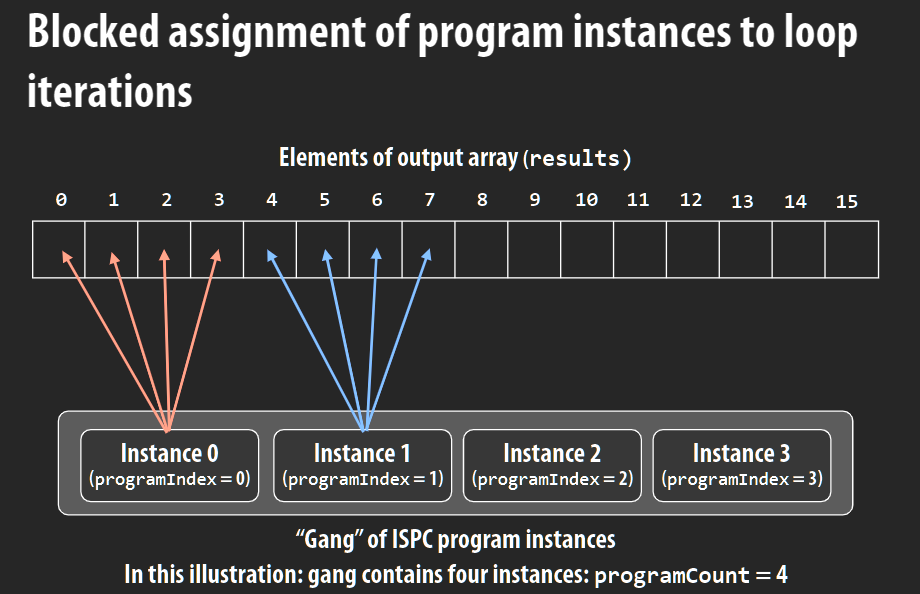 Blocked assignment of program instances to loop
iterations
Elements of output array (results)
0 1 2 3 4 5 6 7 8 9 10 11 12 13 14 15
Instance 0 Instance 1 Instance 2 Instance 3
(programIndex = 0) (programIndex = 1) (programIndex = 2) (programIndex = 3)
“Gang” of ISPC program instances
In this illustration: gang contains four instances: programCount = 4